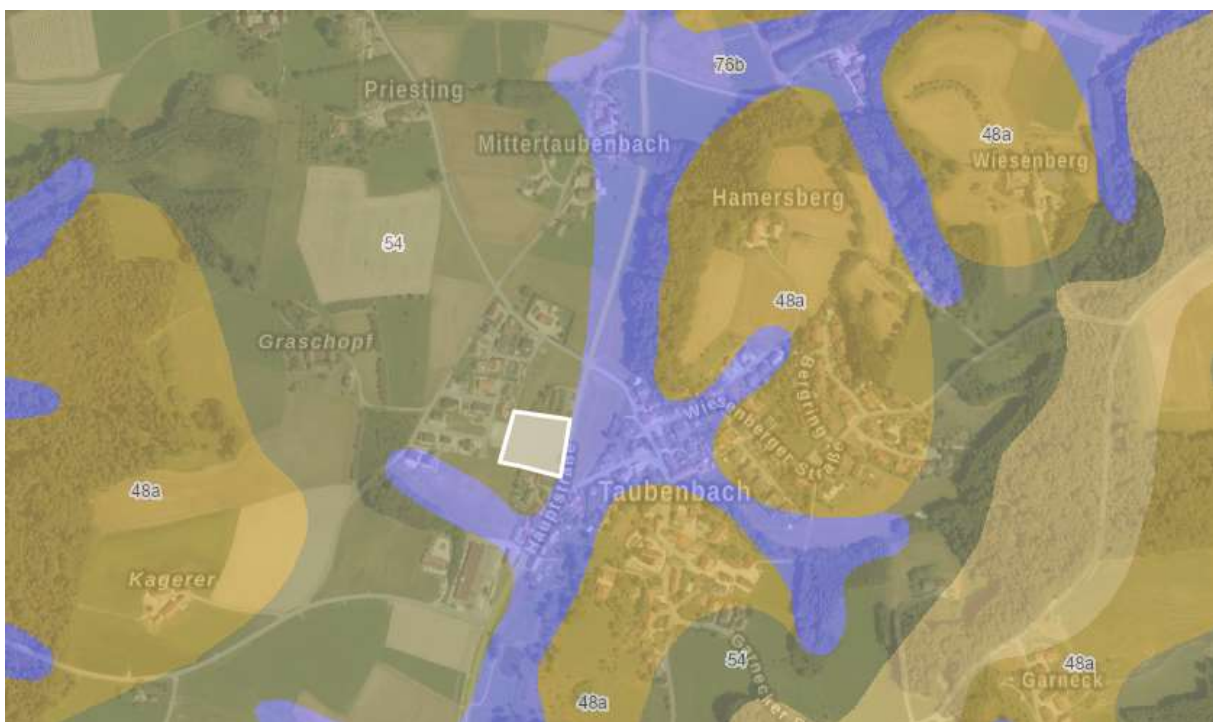 76b
Priesting
Mittertaubenbach
48a
Wiesenberg
Hamersberg
54
48a
Graschopf
Bergring
Wiesenberger Straße
Hauptstraße
48a
Taubenbach
Kagerer
54
48a
Garneck
48a